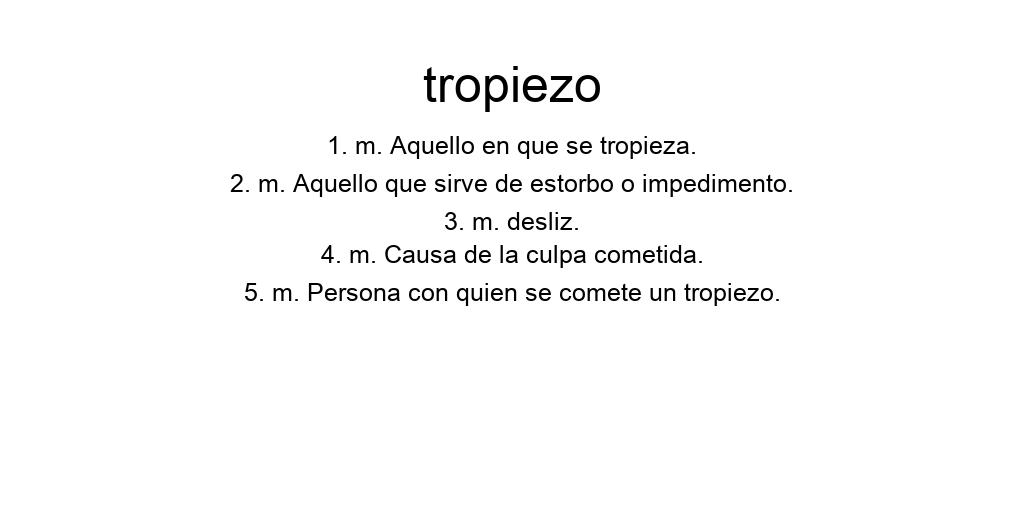 tropiezo
1. m. Aquello en que se tropieza.
2. m. Aquello que sirve de estorbo o impedimento.
3. m. desliz.
4. m. Causa de la culpa cometida.
5. m. Persona con quien se comete un tropiezo.